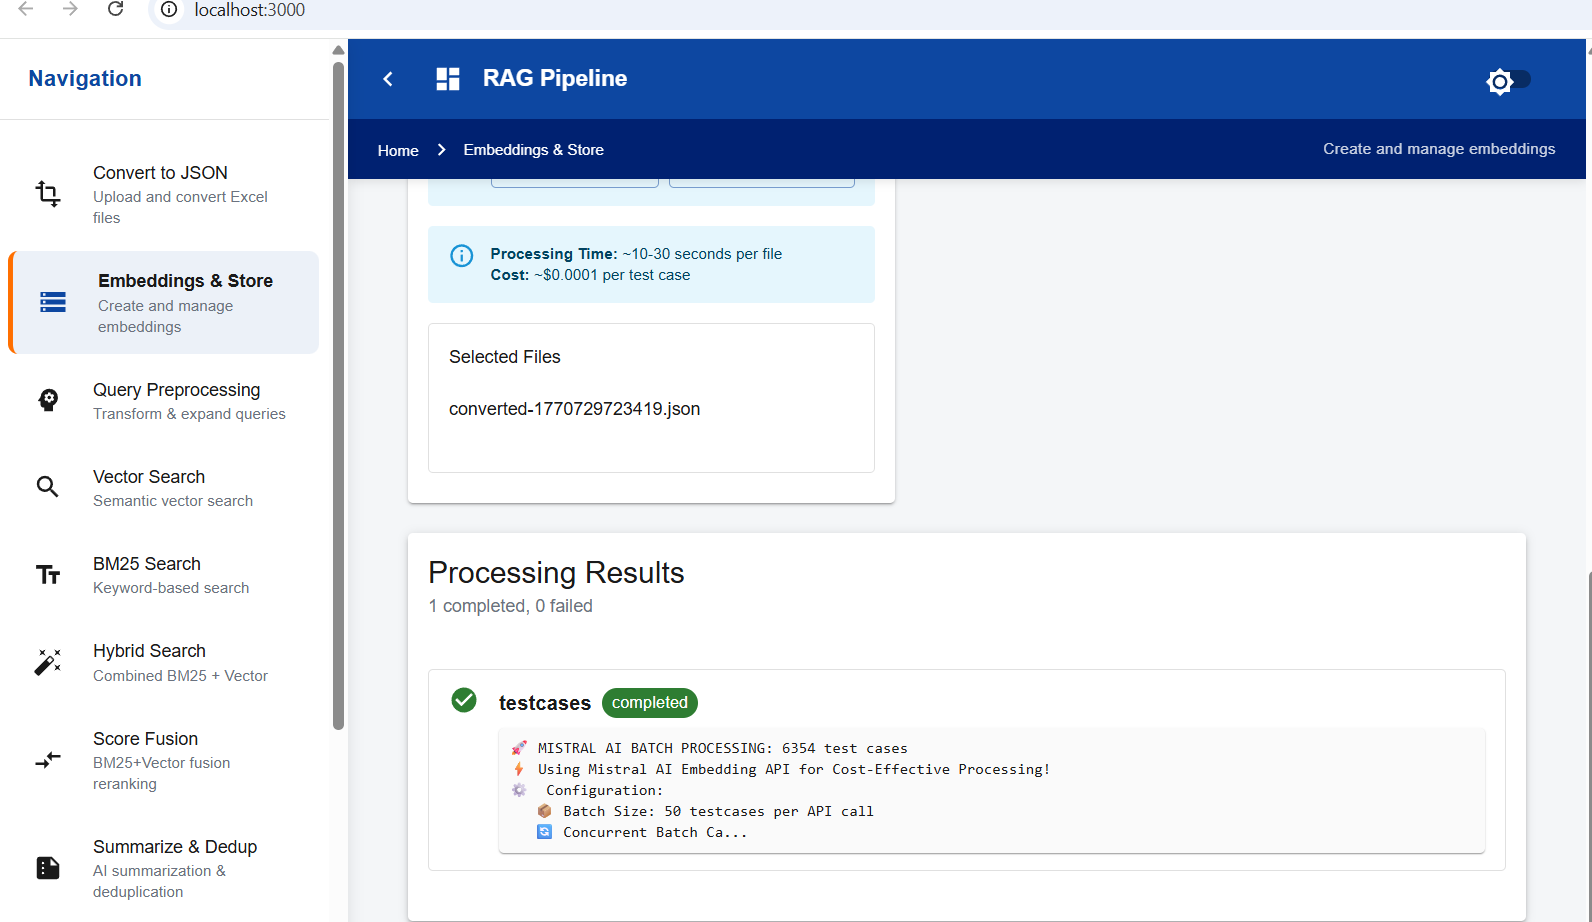 localhost:3000
Navigation
Convert to JSON
Upload and convert Excel
files
Embeddings & Store
Create and manage
embeddings
Query Preprocessing
Transform & expand queries
Vector Search
Semantic vector search
BM25 Search
Keyword-based search
Hybrid Search
Combined BM25 + Vector
Score Fusion
BM25+Vector fusion
reranking
Summarize & Dedup
AI summarization &
deduplication
RAG Pipeline
Home
Embeddings & Store
Create and manage embeddings
Processing Time: ~10-30 seconds per file
Cost: ~$0.0001 per test case
Selected Files
converted-1770729723419.json
Processing Results
1 completed, 0 failed
testcases completed
🚀 MISTRAL AI BATCH PROCESSING: 6354 test cases
⚡ Using Mistral AI Embedding API for Cost-Effective Processing!
⚙️ Configuration:
📦 Batch Size: 50 testcases per API call
🔄 Concurrent Batch Ca...